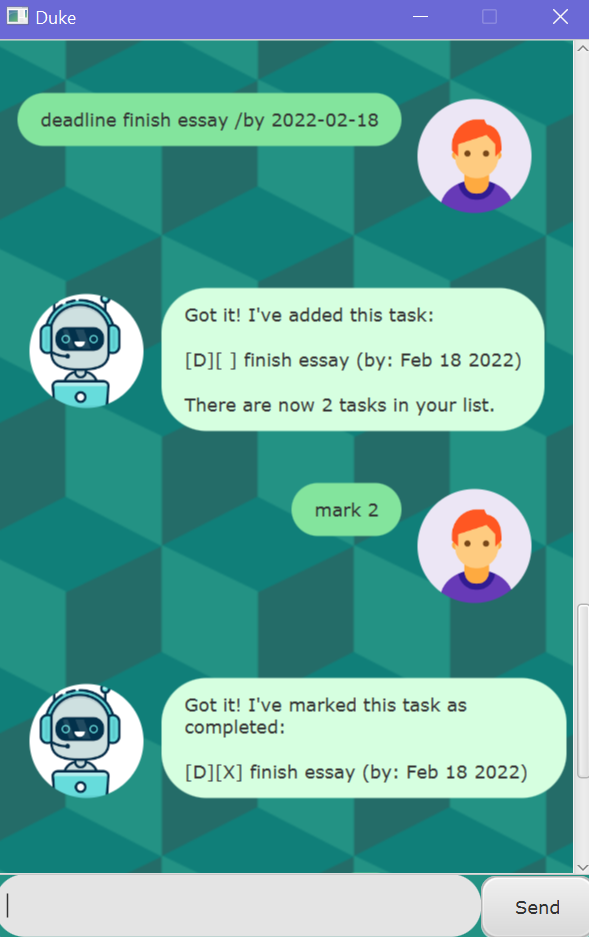 Duke
deadline finish essay /by 2022-02-18
Got it! I've added this task:
[D][ ] finish essay (by: Feb 18 2022)
There are now 2 tasks in your list.
mark 2
Got it! I've marked this task as
completed:
[D][X] finish essay (by: Feb 18 2022)
Send